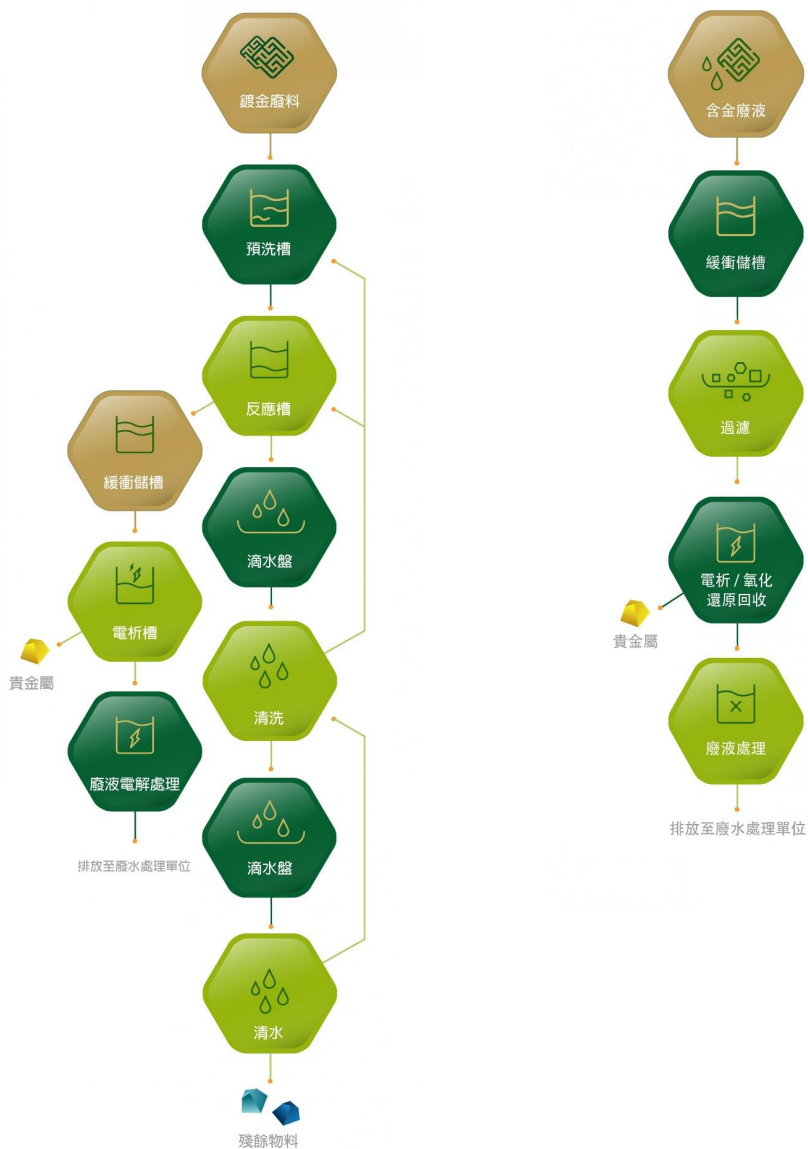 鍍金廢料
預洗槽
反應槽
緩衝儲槽
滴水盤
電析槽
貴金屬
清洗
廢液電解處理
滴水盤
排放至廢水處理單位
清水
殘餘物料
含金廢液
緩衝儲槽
過濾
電析 / 氧化
還原回收
貴金屬
廢液處理
排放至廢水處理單位